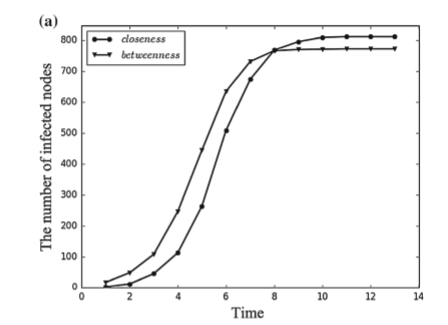 (a)
closeness
betweenness
The number of infected nodes
800
700
600
500
400
300
200
100
0
0 2 4 6 8 10 12 14
Time